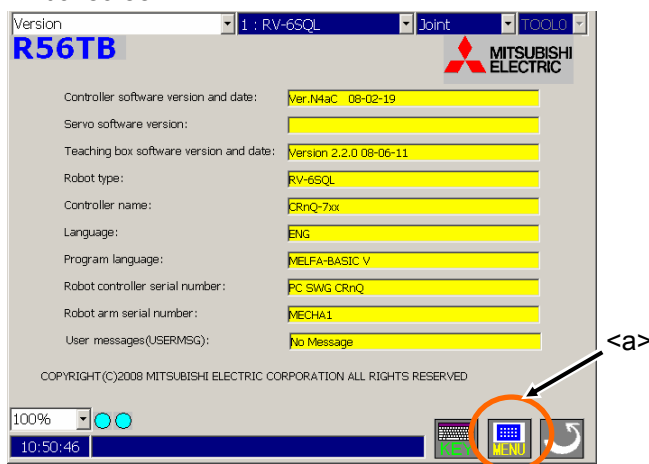 Version 1 : RV-6SQL Joint TOOL0
R56TB
MITSUBISHI
ELECTRIC
Controller software version and date: Ver.N4aC 08-02-19
Servo software version:
Teaching box software version and date: Version 2.2.0 08-06-11
Robot type: RV-6SQL
Controller name: CRnQ-7xx
Language: ENG
Program language: MELFA-BASIC V
Robot controller serial number: PC SWG CRnQ
Robot arm serial number: MECHA1
User messages(USERMSG): No Message
<a>
COPYRIGHT(C)2008 MITSUBISHI ELECTRIC CORPORATION ALL RIGHTS RESERVED
100%
10:50:46 KEY MENU